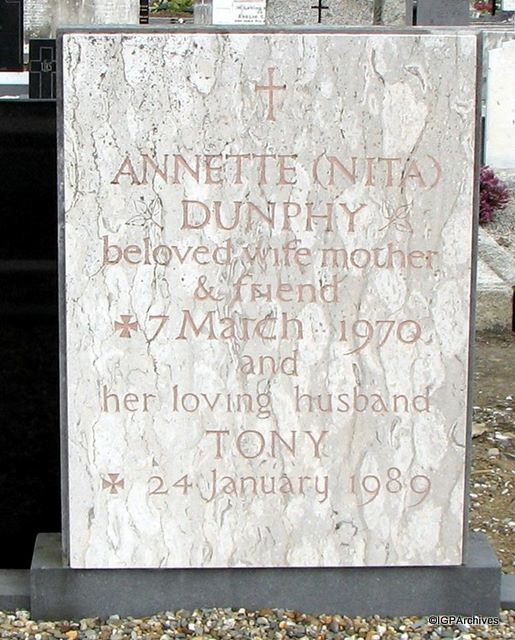 ANNETTE (NITA)
DUNPHY
beloved wife mother
& friend
✠ 7 March 1970
and
her loving husband
TONY
✠ 24 January 1989
©IGPArchives